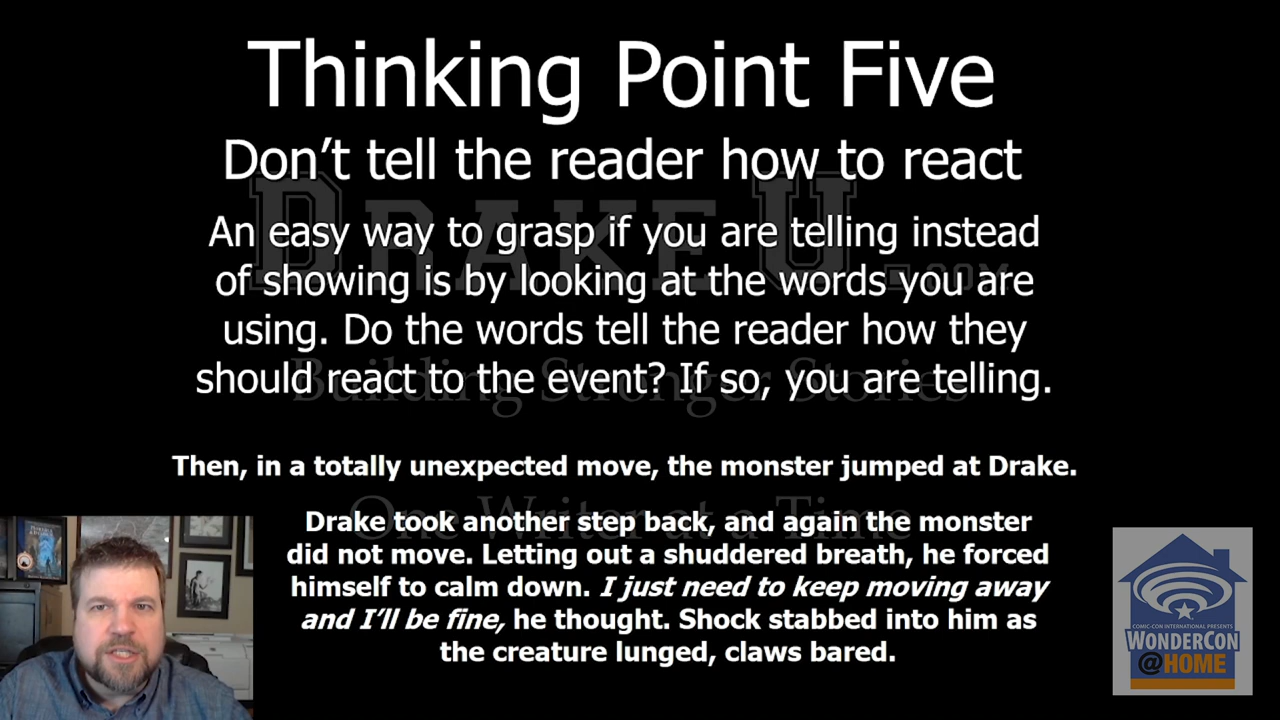 Thinking Point Five
Don't tell the reader how to react
An easy way to grasp if you are telling instead
of showing is by looking at the words you are
using. Do the words tell the reader how they
should react to the event? If so, you are telling.
Then, in a totally unexpected move, the monster jumped at Drake.
Drake took another step back, and again the monster
did not move. Letting out a shuddered breath, he forced
himself to calm down. I just need to keep moving away
and I'll be fine, he thought. Shock stabbed into him as
the creature lunged, claws bared.
DRAKE U .COM
Building Stronger Stories
One Writer at a Time
COMIC-CON INTERNATIONAL PRESENTS
WONDERCON
@HOME